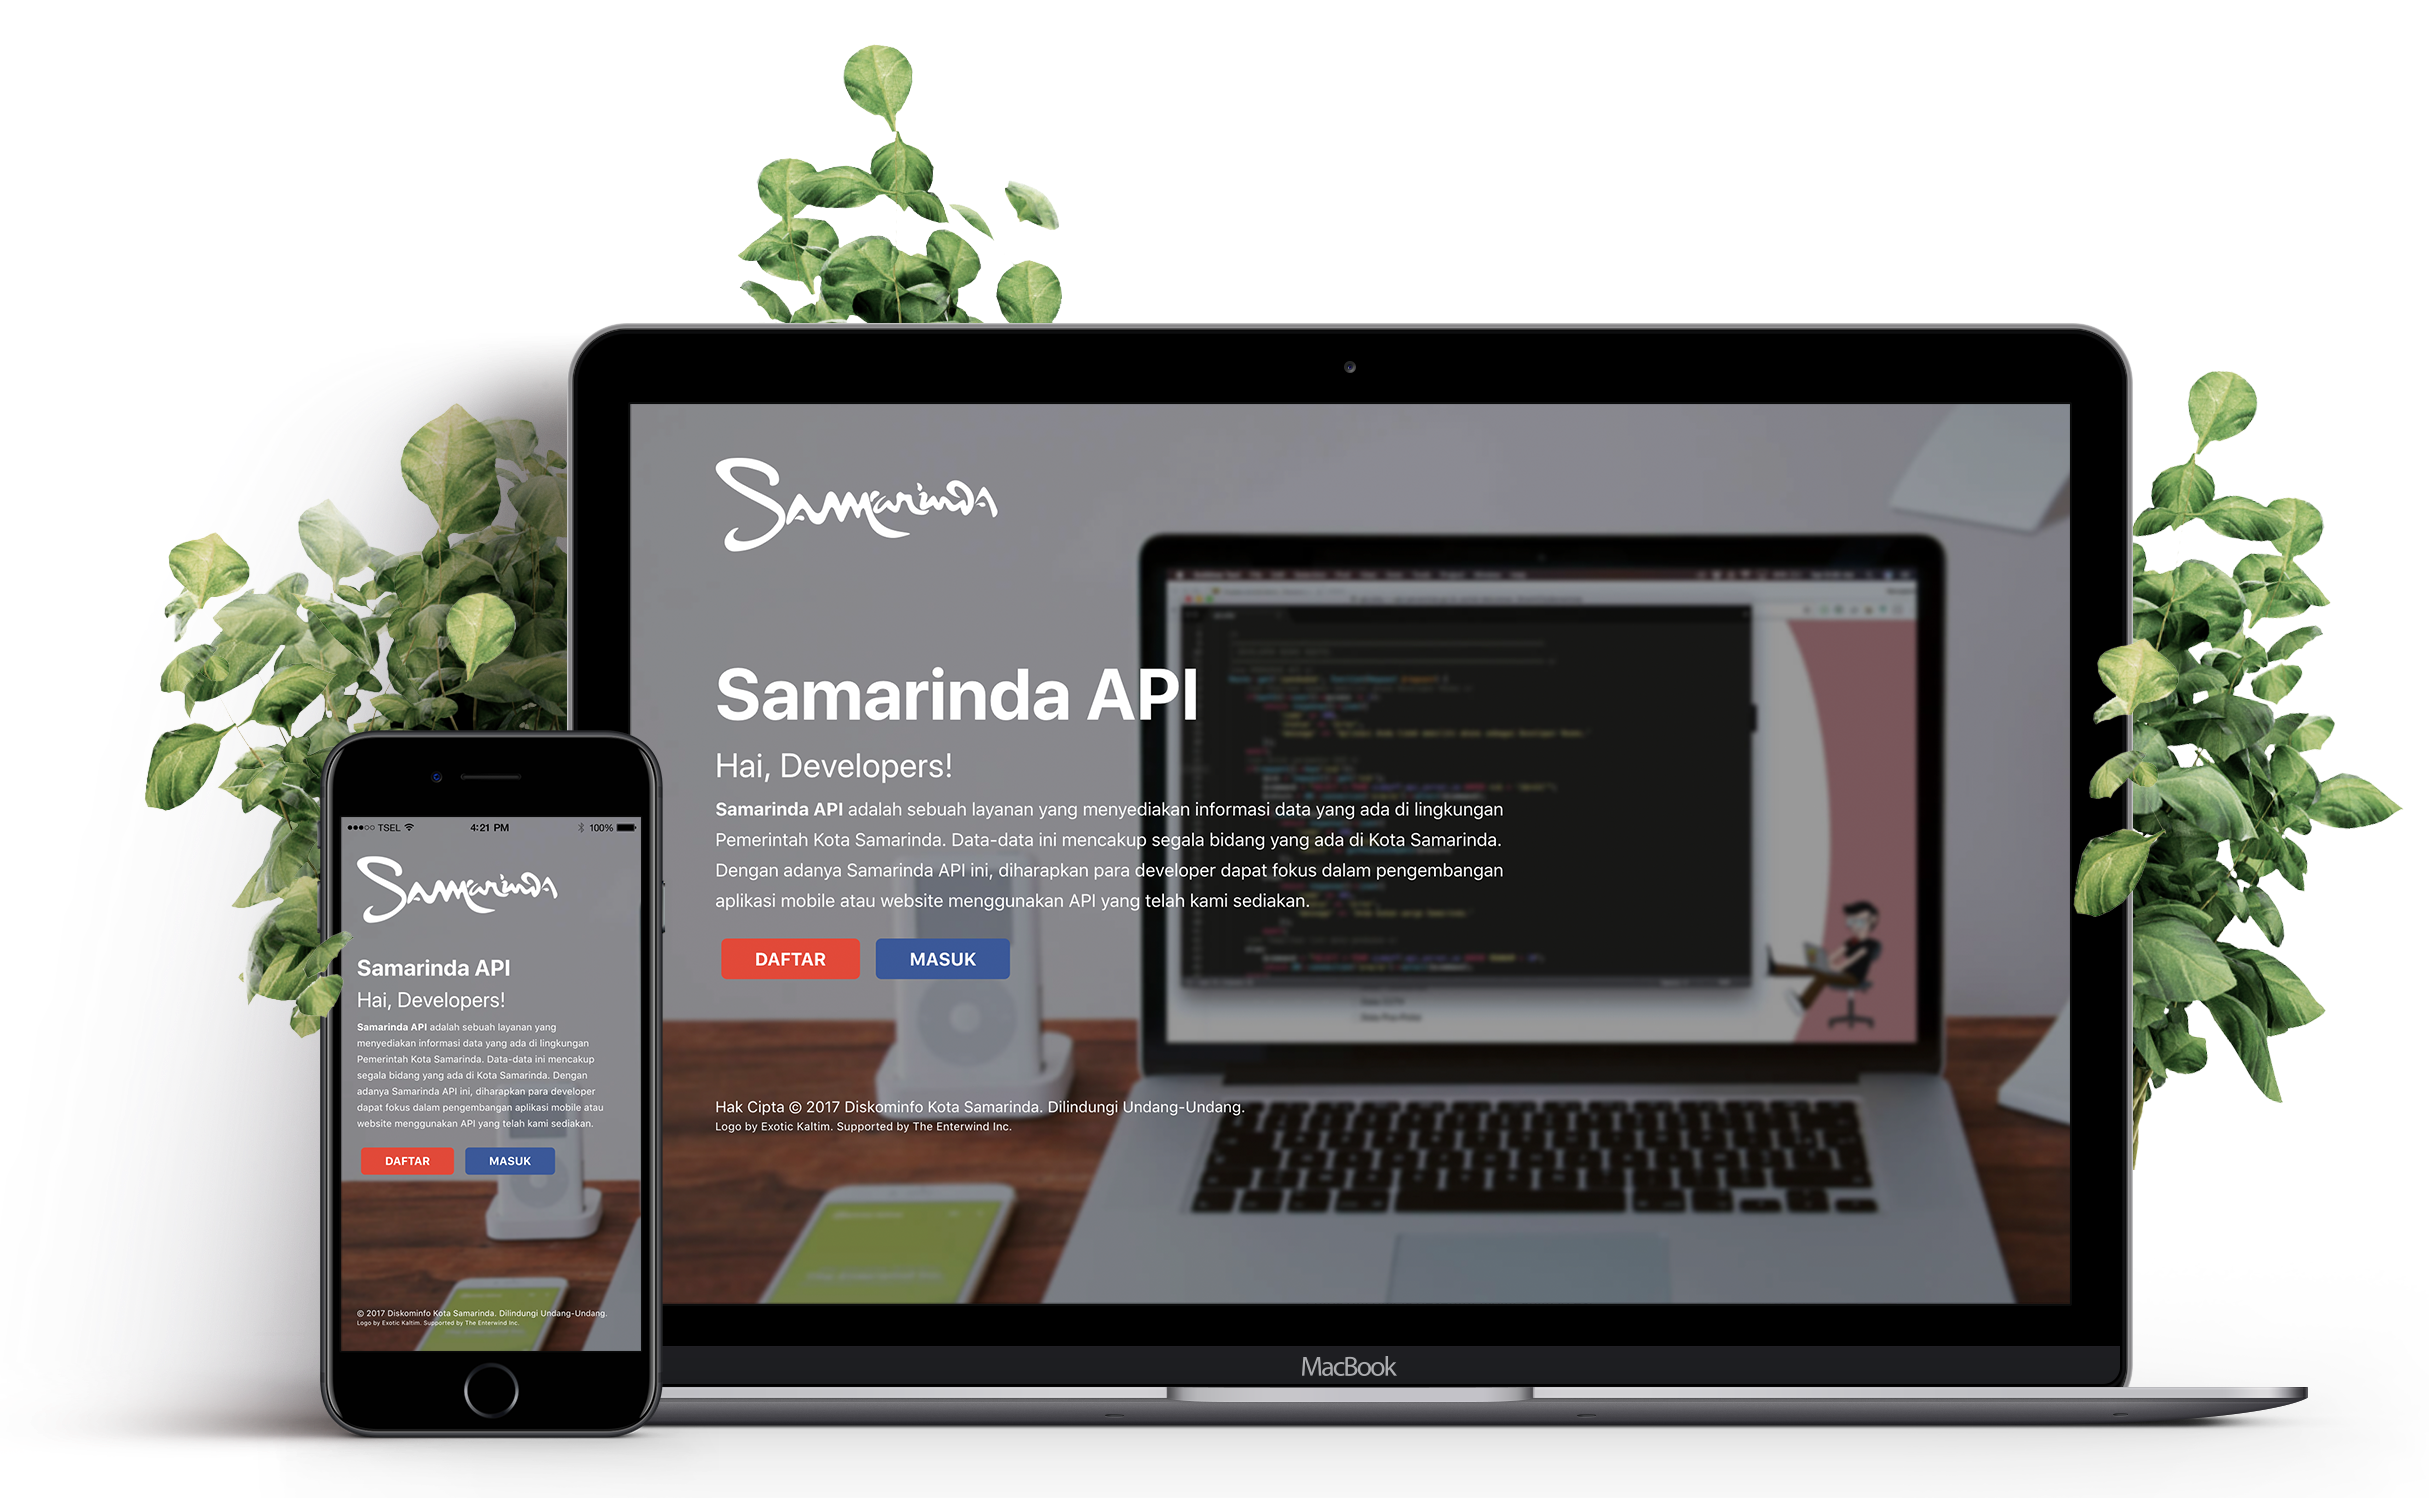 Samarinda
Samarinda API
Hai, Developers!
Samarinda API adalah sebuah layanan yang menyediakan informasi data yang ada di lingkungan
Pemerintah Kota Samarinda. Data-data ini mencakup segala bidang yang ada di Kota Samarinda.
Dengan adanya Samarinda API ini, diharapkan para developer dapat fokus dalam pengembangan
aplikasi mobile atau website menggunakan API yang telah kami sediakan.
DAFTAR MASUK
Hak Cipta © 2017 Diskominfo Kota Samarinda. Dilindungi Undang-Undang.
Logo by Exotic Kaltim. Supported by The Enterwind Inc.
MacBook
TSEL 4:21 PM 100%
Samarinda
Samarinda API
Hai, Developers!
Samarinda API adalah sebuah layanan yang
menyediakan informasi data yang ada di lingkungan
Pemerintah Kota Samarinda. Data-data ini mencakup
segala bidang yang ada di Kota Samarinda. Dengan
adanya Samarinda API ini, diharapkan para developer
dapat fokus dalam pengembangan aplikasi mobile atau
website menggunakan API yang telah kami sediakan.
DAFTAR MASUK
© 2017 Diskominfo Kota Samarinda. Dilindungi Undang-Undang.
Logo by Exotic Kaltim. Supported by The Enterwind Inc.